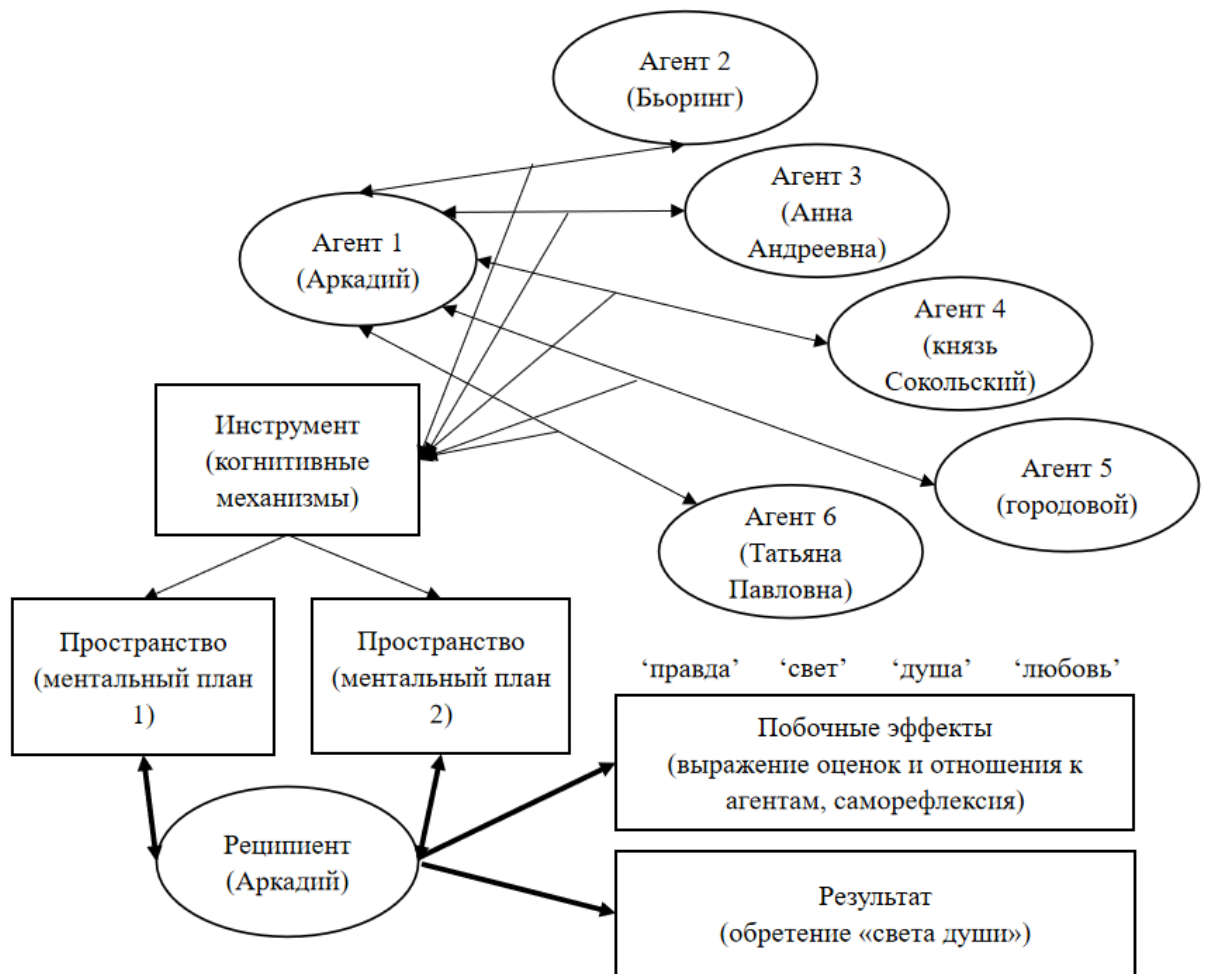 Агент 2
(Бьоринг)
Агент 3
(Анна
Андреевна)
Агент 1
(Аркадий)
Агент 4
(князь
Сокольский)
Инструмент
(когнитивные
механизмы)
Агент 5
(городовой)
Агент 6
(Татьяна
Павловна)
Пространство
(ментальный план
1)
Пространство
(ментальный план
2)
‘правда’ ‘свет’ ‘душа’ ‘любовь’
Побочные эффекты
(выражение оценок и отношения к
агентам, саморефлексия)
Реципиент
(Аркадий)
Результат
(обретение «света души»)